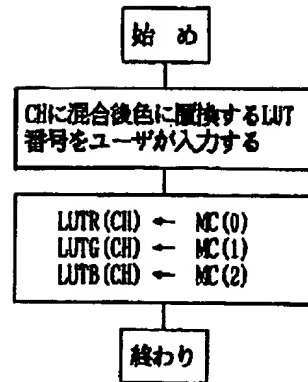 始 め
CHに混合後色に置換するLUT
番号をユーザが入力する
LUTR(CH) ← MC(0)
LUTG(CH) ← MC(1)
LUTB(CH) ← MC(2)
終わり